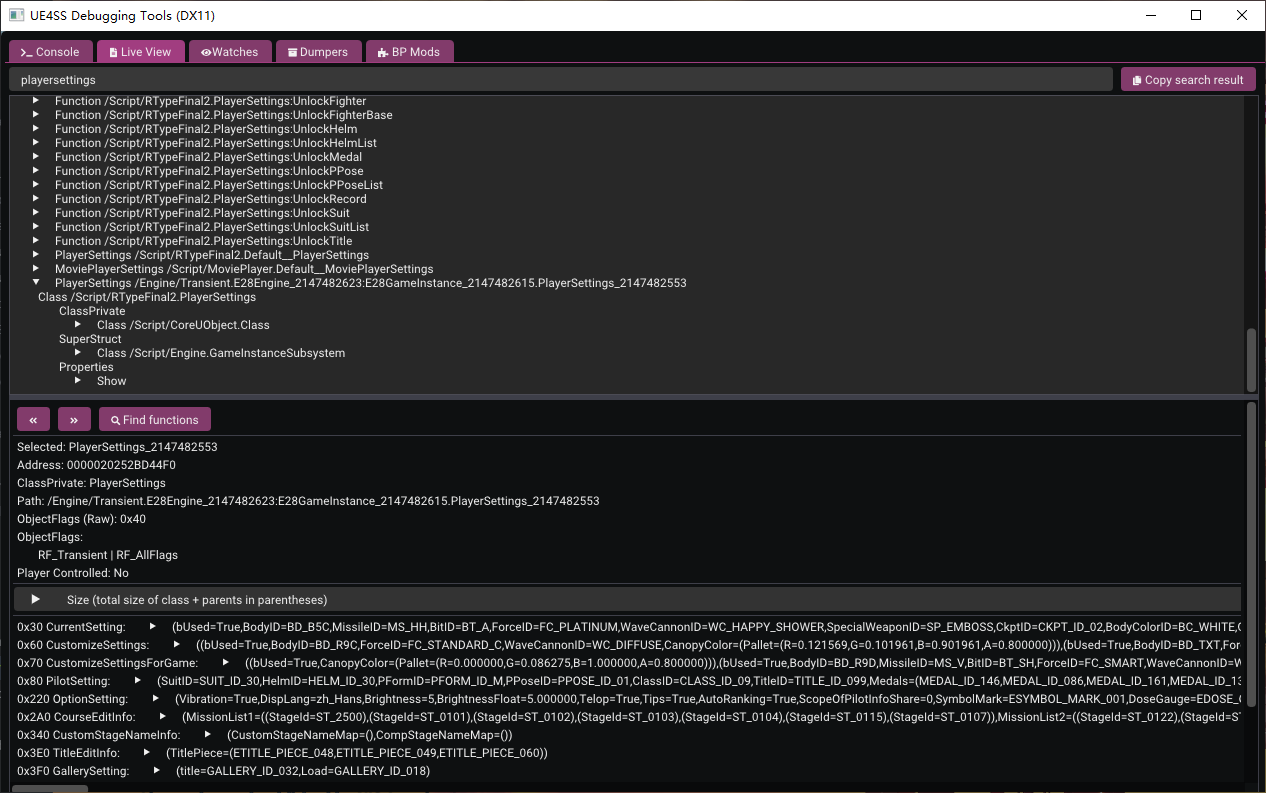 UE4SS Debugging Tools (DX11)
Console Live View Watches Dumpers BP Mods
playersettings Copy search result
Function /Script/RTypeFinal2.PlayerSettings:UnlockFighter
Function /Script/RTypeFinal2.PlayerSettings:UnlockFighterBase
Function /Script/RTypeFinal2.PlayerSettings:UnlockHelm
Function /Script/RTypeFinal2.PlayerSettings:UnlockHelmList
Function /Script/RTypeFinal2.PlayerSettings:UnlockMedal
Function /Script/RTypeFinal2.PlayerSettings:UnlockPPose
Function /Script/RTypeFinal2.PlayerSettings:UnlockPPoseList
Function /Script/RTypeFinal2.PlayerSettings:UnlockRecord
Function /Script/RTypeFinal2.PlayerSettings:UnlockSuit
Function /Script/RTypeFinal2.PlayerSettings:UnlockSuitList
Function /Script/RTypeFinal2.PlayerSettings:UnlockTitle
PlayerSettings /Script/RTypeFinal2.Default__PlayerSettings
MoviePlayerSettings /Script/MoviePlayer.Default__MoviePlayerSettings
PlayerSettings /Engine/Transient.E28Engine_2147482623:E28GameInstance_2147482615.PlayerSettings_2147482553
Class /Script/RTypeFinal2.PlayerSettings
ClassPrivate
Class /Script/CoreUObject.Class
SuperStruct
Class /Script/Engine.GameInstanceSubsystem
Properties
Show
« » Find functions
Selected: PlayerSettings_2147482553
Address: 0000020252BD44F0
ClassPrivate: PlayerSettings
Path: /Engine/Transient.E28Engine_2147482623:E28GameInstance_2147482615.PlayerSettings_2147482553
ObjectFlags (Raw): 0x40
ObjectFlags:
RF_Transient | RF_AllFlags
Player Controlled: No
Size (total size of class + parents in parentheses)
0x30 CurrentSetting: (bUsed=True,BodyID=BD_B5C,MissileID=MS_HH,BitID=BT_A,ForceID=FC_PLATINUM,WaveCannonID=WC_HAPPY_SHOWER,SpecialWeaponID=SP_EMBOSS,CkptID=CKPT_ID_02,BodyColorID=BC_WHITE,
0x60 CustomizeSettings: ((bUsed=True,BodyID=BD_R9C,ForceID=FC_STANDARD_C,WaveCannonID=WC_DIFFUSE,CanopyColor=(Pallet=(R=0.121569,G=0.101961,B=0.901961,A=0.800000))),(bUsed=True,BodyID=BD_TXT,For
0x70 CustomizeSettingsForGame: ((bUsed=True,CanopyColor=(Pallet=(R=0.000000,G=0.086275,B=1.000000,A=0.800000))),(bUsed=True,BodyID=BD_R9D,MissileID=MS_V,BitID=BT_SH,ForceID=FC_SMART,WaveCannonID=W
0x80 PilotSetting: (SuitID=SUIT_ID_30,HelmID=HELM_ID_30,PFormID=PFORM_ID_M,PPoseID=PPOSE_ID_01,ClassID=CLASS_ID_09,TitleID=TITLE_ID_099,Medals=(MEDAL_ID_146,MEDAL_ID_086,MEDAL_ID_161,MEDAL_ID_13
0x220 OptionSetting: (Vibration=True,DispLang=zh_Hans,Brightness=5,BrightnessFloat=5.000000,Telop=True,Tips=True,AutoRanking=True,ScopeOfPilotInfoShare=0,SymbolMark=ESYMBOL_MARK_001,DoseGauge=EDOSE_
0x2A0 CourseEditInfo: (MissionList1=((StageId=ST_2500),(StageId=ST_0101),(StageId=ST_0102),(StageId=ST_0103),(StageId=ST_0104),(StageId=ST_0115),(StageId=ST_0107)),MissionList2=((StageId=ST_0122),(StageId=S
0x340 CustomStageNameInfo: (CustomStageNameMap=(),CompStageNameMap=())
0x3E0 TitleEditInfo: (TitlePiece=(ETITLE_PIECE_048,ETITLE_PIECE_049,ETITLE_PIECE_060))
0x3F0 GallerySetting: (title=GALLERY_ID_032,Load=GALLERY_ID_018)